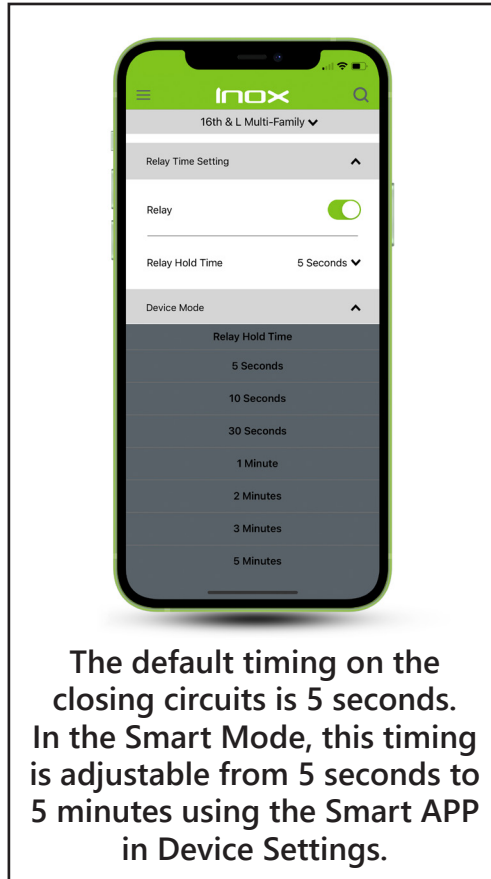 INOX
16th & L Multi-Family
Relay Time Setting
Relay
Relay Hold Time 5 Seconds
Device Mode
Relay Hold Time
5 Seconds
10 Seconds
30 Seconds
1 Minute
2 Minutes
3 Minutes
5 Minutes
The default timing on the
closing circuits is 5 seconds.
In the Smart Mode, this timing
is adjustable from 5 seconds to
5 minutes using the Smart APP
in Device Settings.